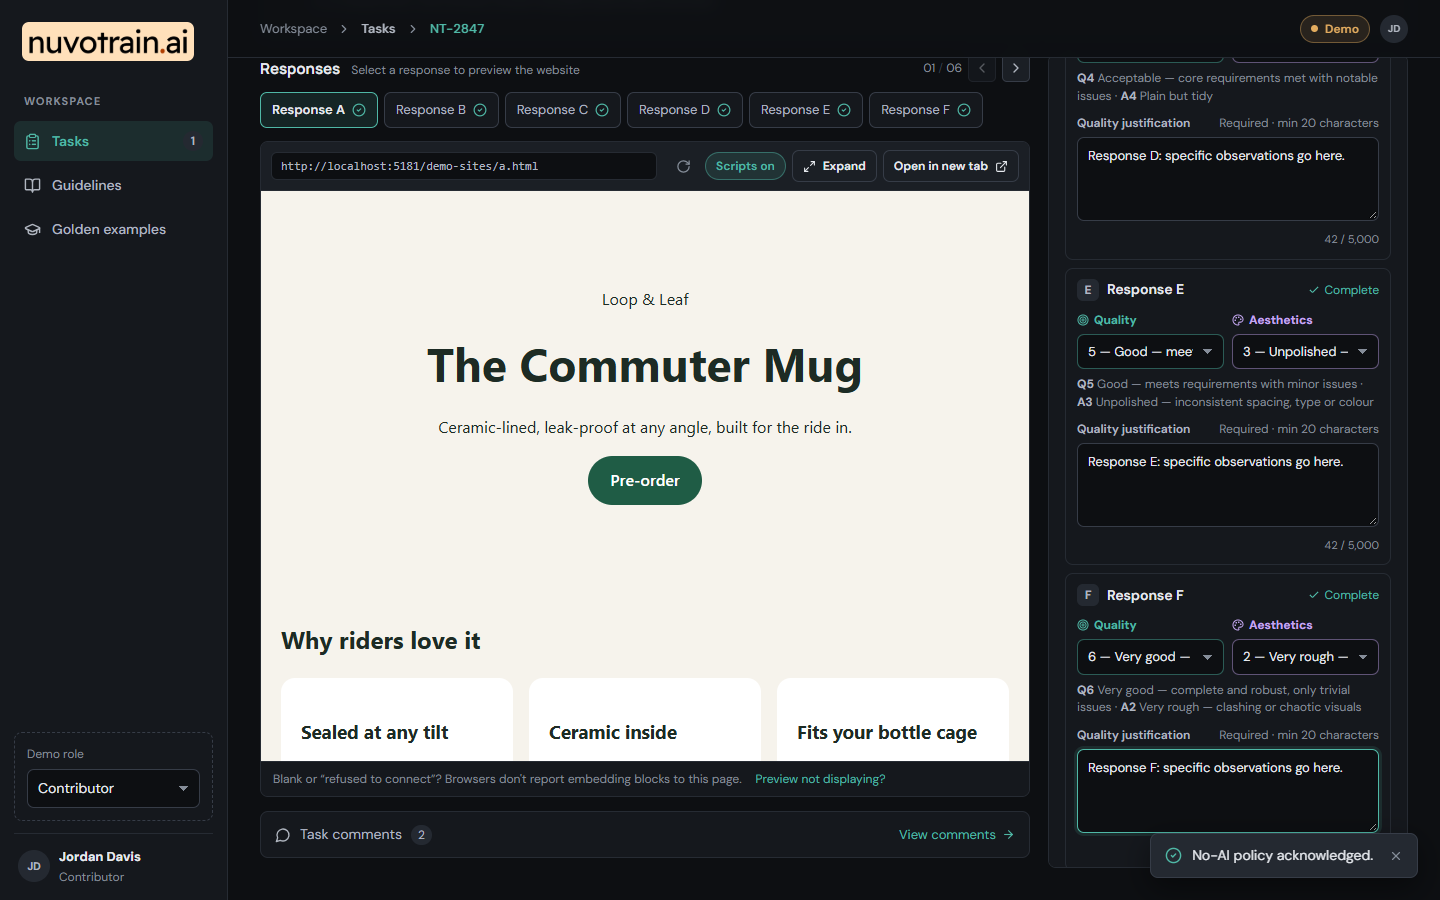 nuvotrain.ai
WORKSPACE
Tasks
1
Guidelines
Golden examples
Demo role
Contributor
JD
Jordan Davis
Contributor
Workspace
Tasks
NT-2847
Demo
JD
Responses
Select a response to preview the website
01 / 06
Response A
Response B
Response C
Response D
Response E
Response F
http://localhost:5181/demo-sites/a.html
Scripts on
Expand
Open in new tab
Loop & Leaf
The Commuter Mug
Ceramic-lined, leak-proof at any angle, built for the ride in.
Pre-order
Why riders love it
Sealed at any tilt
Ceramic inside
Fits your bottle cage
Blank or “refused to connect”? Browsers don't report embedding blocks to this page.
Preview not displaying?
Task comments
2
View comments
Q4 Acceptable — core requirements met with notable
issues · A4 Plain but tidy
Quality justification
Required · min 20 characters
Response D: specific observations go here.
42 / 5,000
E
Response E
Complete
Quality
Aesthetics
5 — Good — mee
3 — Unpolished –
Q5 Good — meets requirements with minor issues ·
A3 Unpolished — inconsistent spacing, type or colour
Quality justification
Required · min 20 characters
Response E: specific observations go here.
42 / 5,000
F
Response F
Complete
Quality
Aesthetics
6 — Very good —
2 — Very rough —
Q6 Very good — complete and robust, only trivial
issues · A2 Very rough — clashing or chaotic visuals
Quality justification
Required · min 20 characters
Response F: specific observations go here.
No-AI policy acknowledged.